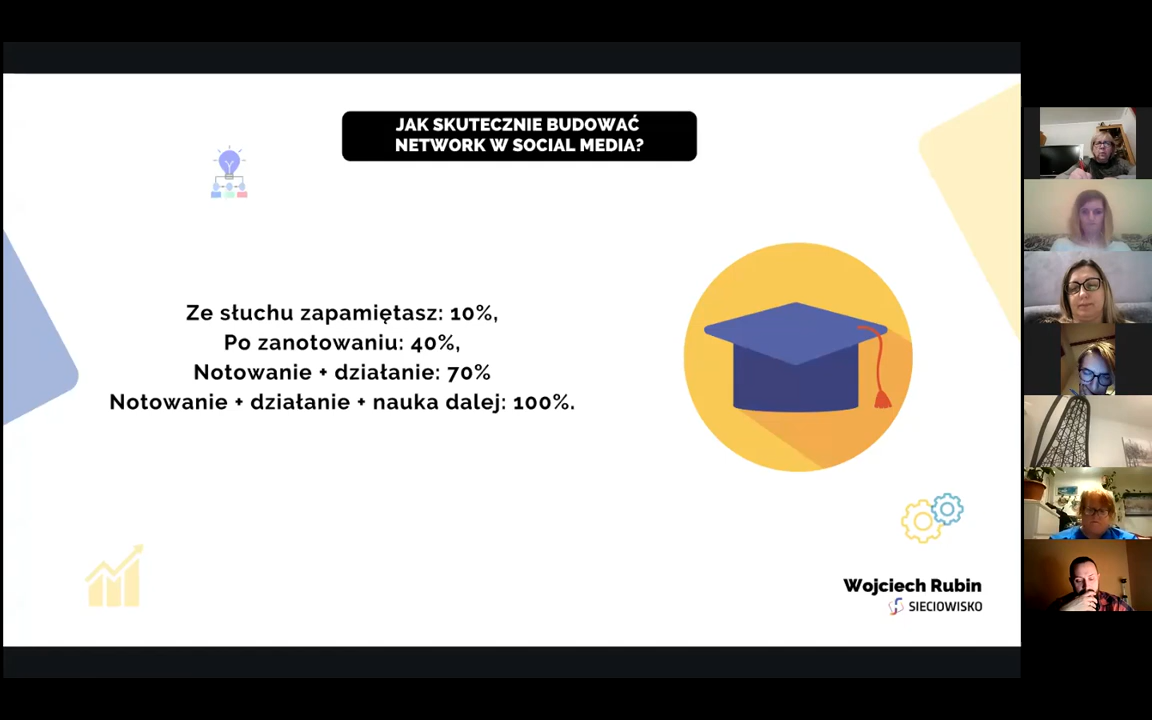 JAK SKUTECZNIE BUDOWAĆ
NETWORK W SOCIAL MEDIA?
Ze słuchu zapamiętasz: 10%,
Po zanotowaniu: 40%,
Notowanie + działanie: 70%
Notowanie + działanie + nauka dalej: 100%.
Wojciech Rubin
SIECIOWISKO